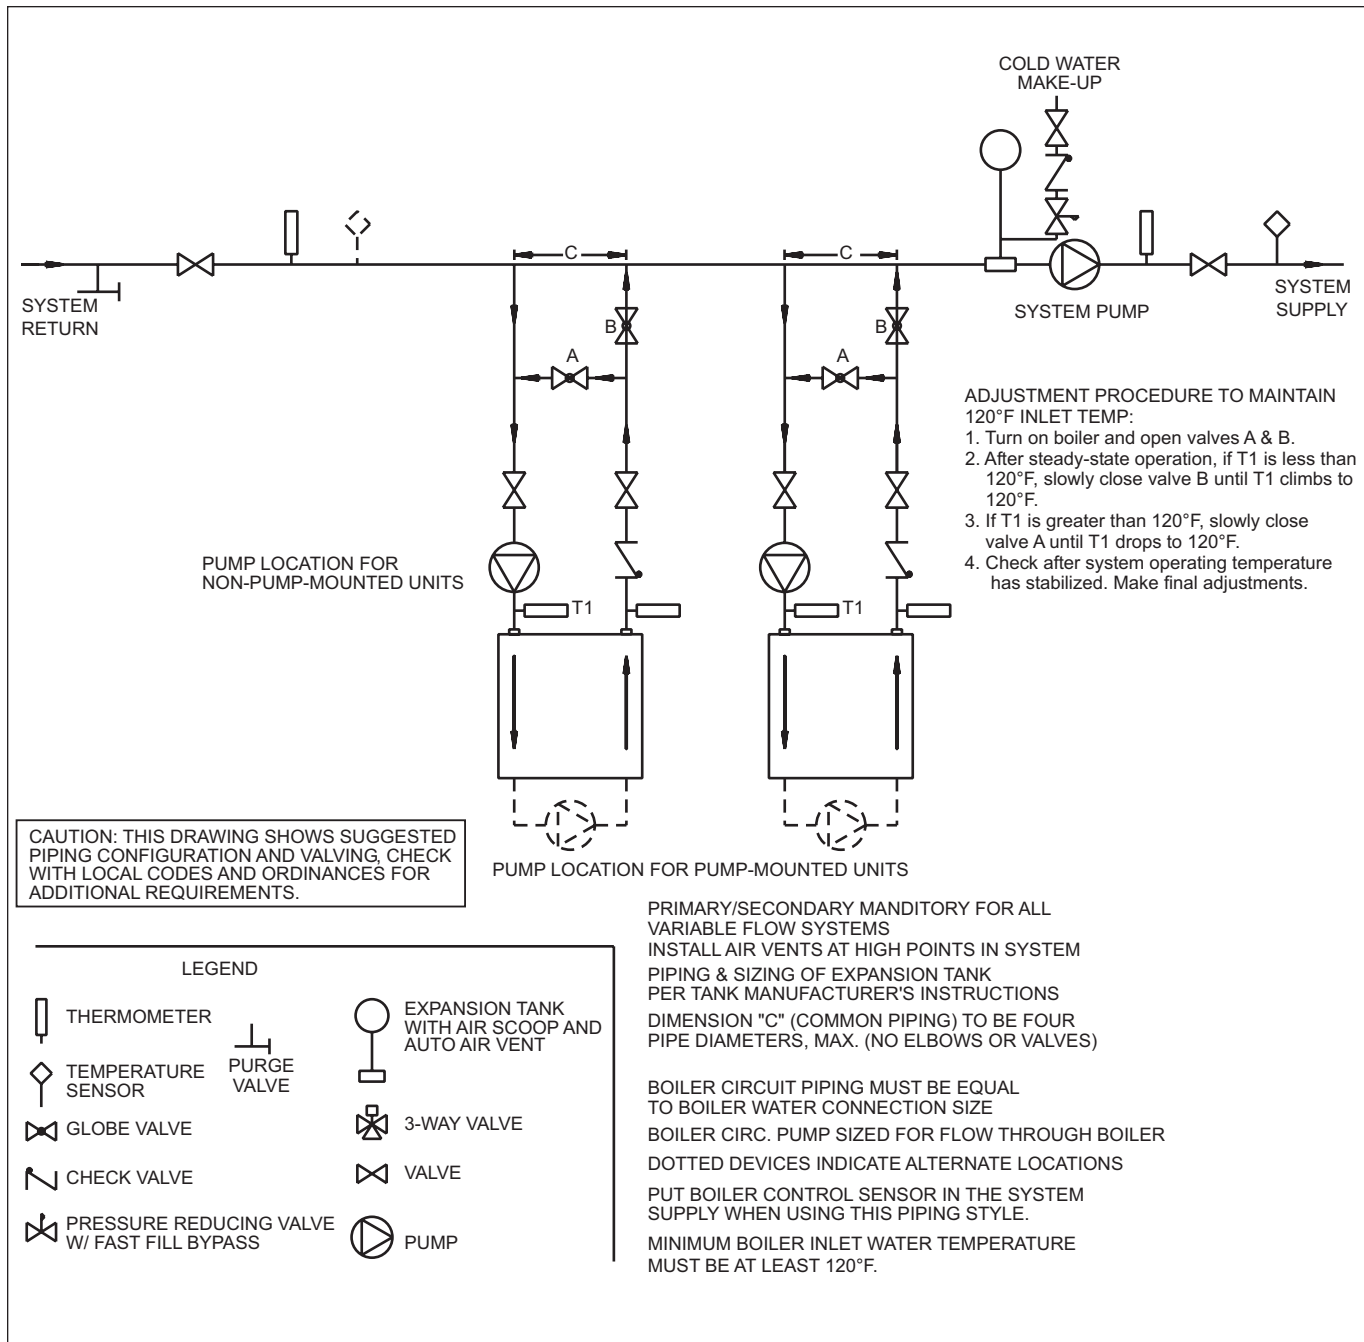 COLD WATER
MAKE-UP
C
C
SYSTEM
RETURN
SYSTEM PUMP
SYSTEM
SUPPLY
B
B
A
A
ADJUSTMENT PROCEDURE TO MAINTAIN
120°F INLET TEMP:
1. Turn on boiler and open valves A & B.
2. After steady-state operation, if T1 is less than
120°F, slowly close valve B until T1 climbs to
120°F.
3. If T1 is greater than 120°F, slowly close
valve A until T1 drops to 120°F.
4. Check after system operating temperature
has stabilized. Make final adjustments.
PUMP LOCATION FOR
NON-PUMP-MOUNTED UNITS
T1
T1
CAUTION: THIS DRAWING SHOWS SUGGESTED
PIPING CONFIGURATION AND VALVING, CHECK
WITH LOCAL CODES AND ORDINANCES FOR
ADDITIONAL REQUIREMENTS.
PUMP LOCATION FOR PUMP-MOUNTED UNITS
LEGEND
THERMOMETER
TEMPERATURE
SENSOR
GLOBE VALVE
CHECK VALVE
PRESSURE REDUCING VALVE
W/ FAST FILL BYPASS
PURGE
VALVE
EXPANSION TANK
WITH AIR SCOOP AND
AUTO AIR VENT
3-WAY VALVE
VALVE
PUMP
PRIMARY/SECONDARY MANDITORY FOR ALL
VARIABLE FLOW SYSTEMS
INSTALL AIR VENTS AT HIGH POINTS IN SYSTEM
PIPING & SIZING OF EXPANSION TANK
PER TANK MANUFACTURER'S INSTRUCTIONS
DIMENSION "C" (COMMON PIPING) TO BE FOUR
PIPE DIAMETERS, MAX. (NO ELBOWS OR VALVES)
BOILER CIRCUIT PIPING MUST BE EQUAL
TO BOILER WATER CONNECTION SIZE
BOILER CIRC. PUMP SIZED FOR FLOW THROUGH BOILER
DOTTED DEVICES INDICATE ALTERNATE LOCATIONS
PUT BOILER CONTROL SENSOR IN THE SYSTEM
SUPPLY WHEN USING THIS PIPING STYLE.
MINIMUM BOILER INLET WATER TEMPERATURE
MUST BE AT LEAST 120°F.